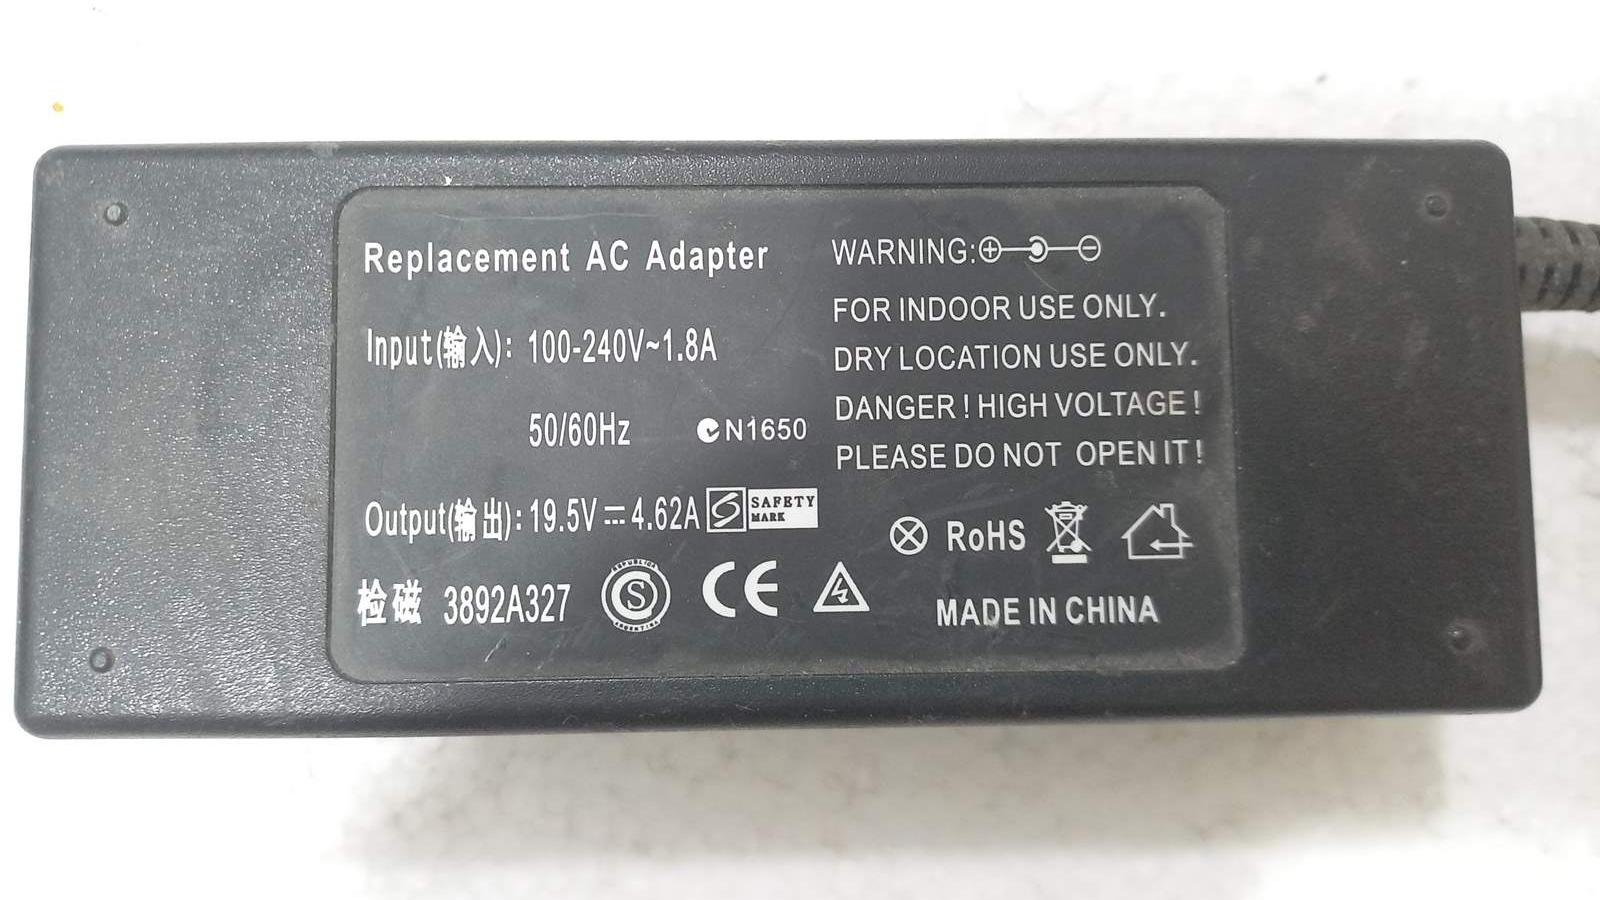 Replacement AC Adapter
Input(输入): 100-240V~1.8A
50/60Hz
N1650
Output(输出): 19.5V⎓4.62A
SAFETY
MARK
检磁 3892A327
REPUBLICA
S
ARGENTINA
CE
WARNING:
FOR INDOOR USE ONLY.
DRY LOCATION USE ONLY.
DANGER! HIGH VOLTAGE!
PLEASE DO NOT OPEN IT!
RoHS
MADE IN CHINA